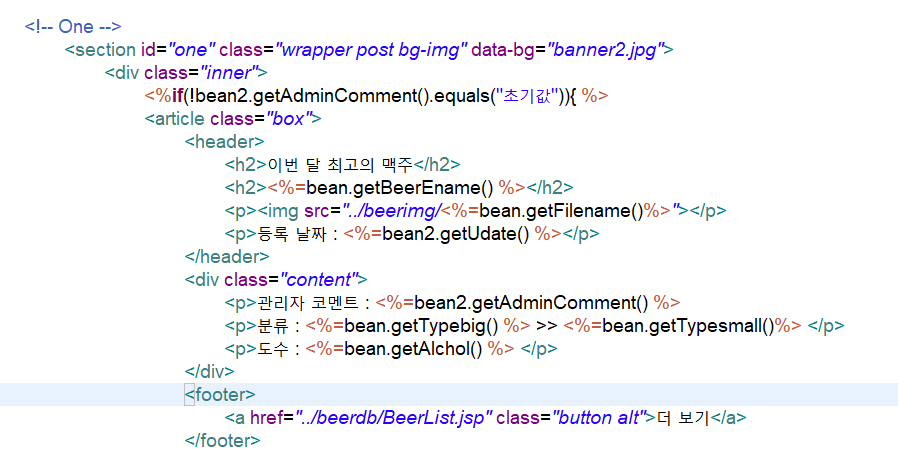 <!-- One -->
<section id="one" class="wrapper post bg-img" data-bg="banner2.jpg">
<div class="inner">
<%if(!bean2.getAdminComment().equals("초기값")){ %>
<article class="box">
<header>
<h2>이번 달 최고의 맥주</h2>
<h2><%=bean.getBeerEname() %></h2>
<p><img src="../beerimg/<%=bean.getFilename()%>"></p>
<p>등록 날짜 : <%=bean2.getUdate() %></p>
</header>
<div class="content">
<p>관리자 코멘트 : <%=bean2.getAdminComment() %>
<p>분류 : <%=bean.getTypebig() %> >> <%=bean.getTypesmall()%> </p>
<p>도수 : <%=bean.getAlchol() %> </p>
</div>
<footer>
<a href="../beerdb/BeerList.jsp" class="button alt">더 보기</a>
</footer>